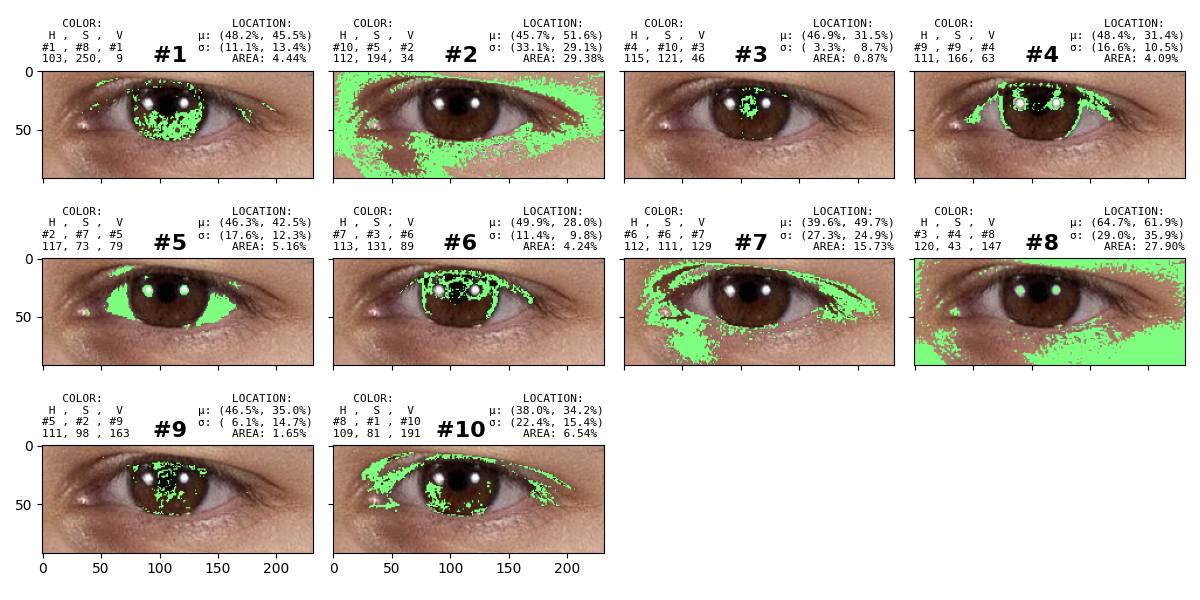 COLOR: LOCATION:
H , S , V μ: (48.2%, 45.5%)
#1 , #8 , #1 #1 σ: (11.1%, 13.4%)
103, 250, 9 AREA: 4.44%
COLOR: LOCATION:
H , S , V μ: (45.7%, 51.6%)
#10, #5 , #2 #2 σ: (33.1%, 29.1%)
112, 194, 34 AREA: 29.38%
COLOR: LOCATION:
H , S , V μ: (46.9%, 31.5%)
#4 , #10, #3 #3 σ: ( 3.3%, 8.7%)
115, 121, 46 AREA: 0.87%
COLOR: LOCATION:
H , S , V μ: (48.4%, 31.4%)
#9 , #9 , #4 #4 σ: (16.6%, 10.5%)
111, 166, 63 AREA: 4.09%
0
50
COLOR: LOCATION:
H , S , V μ: (46.3%, 42.5%)
#2 , #7 , #5 #5 σ: (17.6%, 12.3%)
117, 73 , 79 AREA: 5.16%
COLOR: LOCATION:
H , S , V μ: (49.9%, 28.0%)
#7 , #3 , #6 #6 σ: (11.4%, 9.8%)
113, 131, 89 AREA: 4.24%
COLOR: LOCATION:
H , S , V μ: (39.6%, 49.7%)
#6 , #6 , #7 #7 σ: (27.3%, 24.9%)
112, 111, 129 AREA: 15.73%
COLOR: LOCATION:
H , S , V μ: (64.7%, 61.9%)
#3 , #4 , #8 #8 σ: (29.0%, 35.9%)
120, 43 , 147 AREA: 27.90%
0
50
COLOR: LOCATION:
H , S , V μ: (46.5%, 35.0%)
#5 , #2 , #9 #9 σ: ( 6.1%, 14.7%)
111, 98 , 163 AREA: 1.65%
COLOR: LOCATION:
H , S , V μ: (38.0%, 34.2%)
#8 , #1 , #10 #10 σ: (22.4%, 15.4%)
109, 81 , 191 AREA: 6.54%
0
50
0 50 100 150 200
0 50 100 150 200